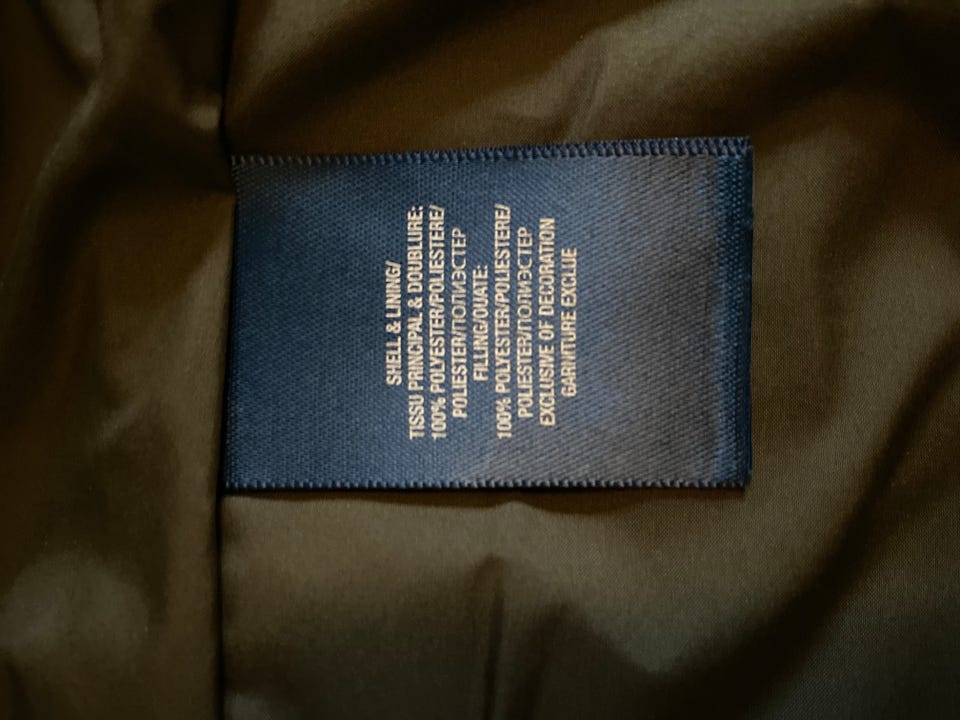 SHELL & LINING/
TISSU PRINCIPAL & DOUBLURE:
100% POLYESTER/POLIESTERE/
POLIESTER/ПОЛИЭСТЕР
FILLING/OUATE:
100% POLYESTER/POLIESTERE/
POLIESTER/ПОЛИЭСТЕР
EXCLUSIVE OF DECORATION
GARNITURE EXCLUE